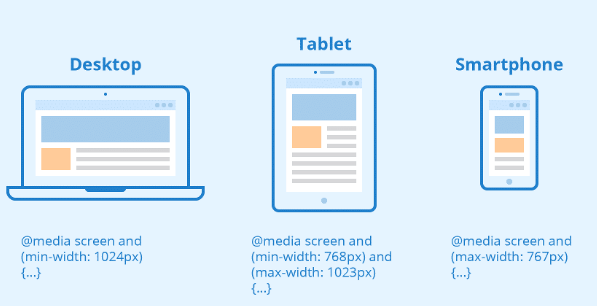 Desktop
Tablet
Smartphone
@media screen and
(min-width: 1024px)
{...}
@media screen and
(min-width: 768px) and
(max-width: 1023px)
{...}
@media screen and
(max-width: 767px)
{...}